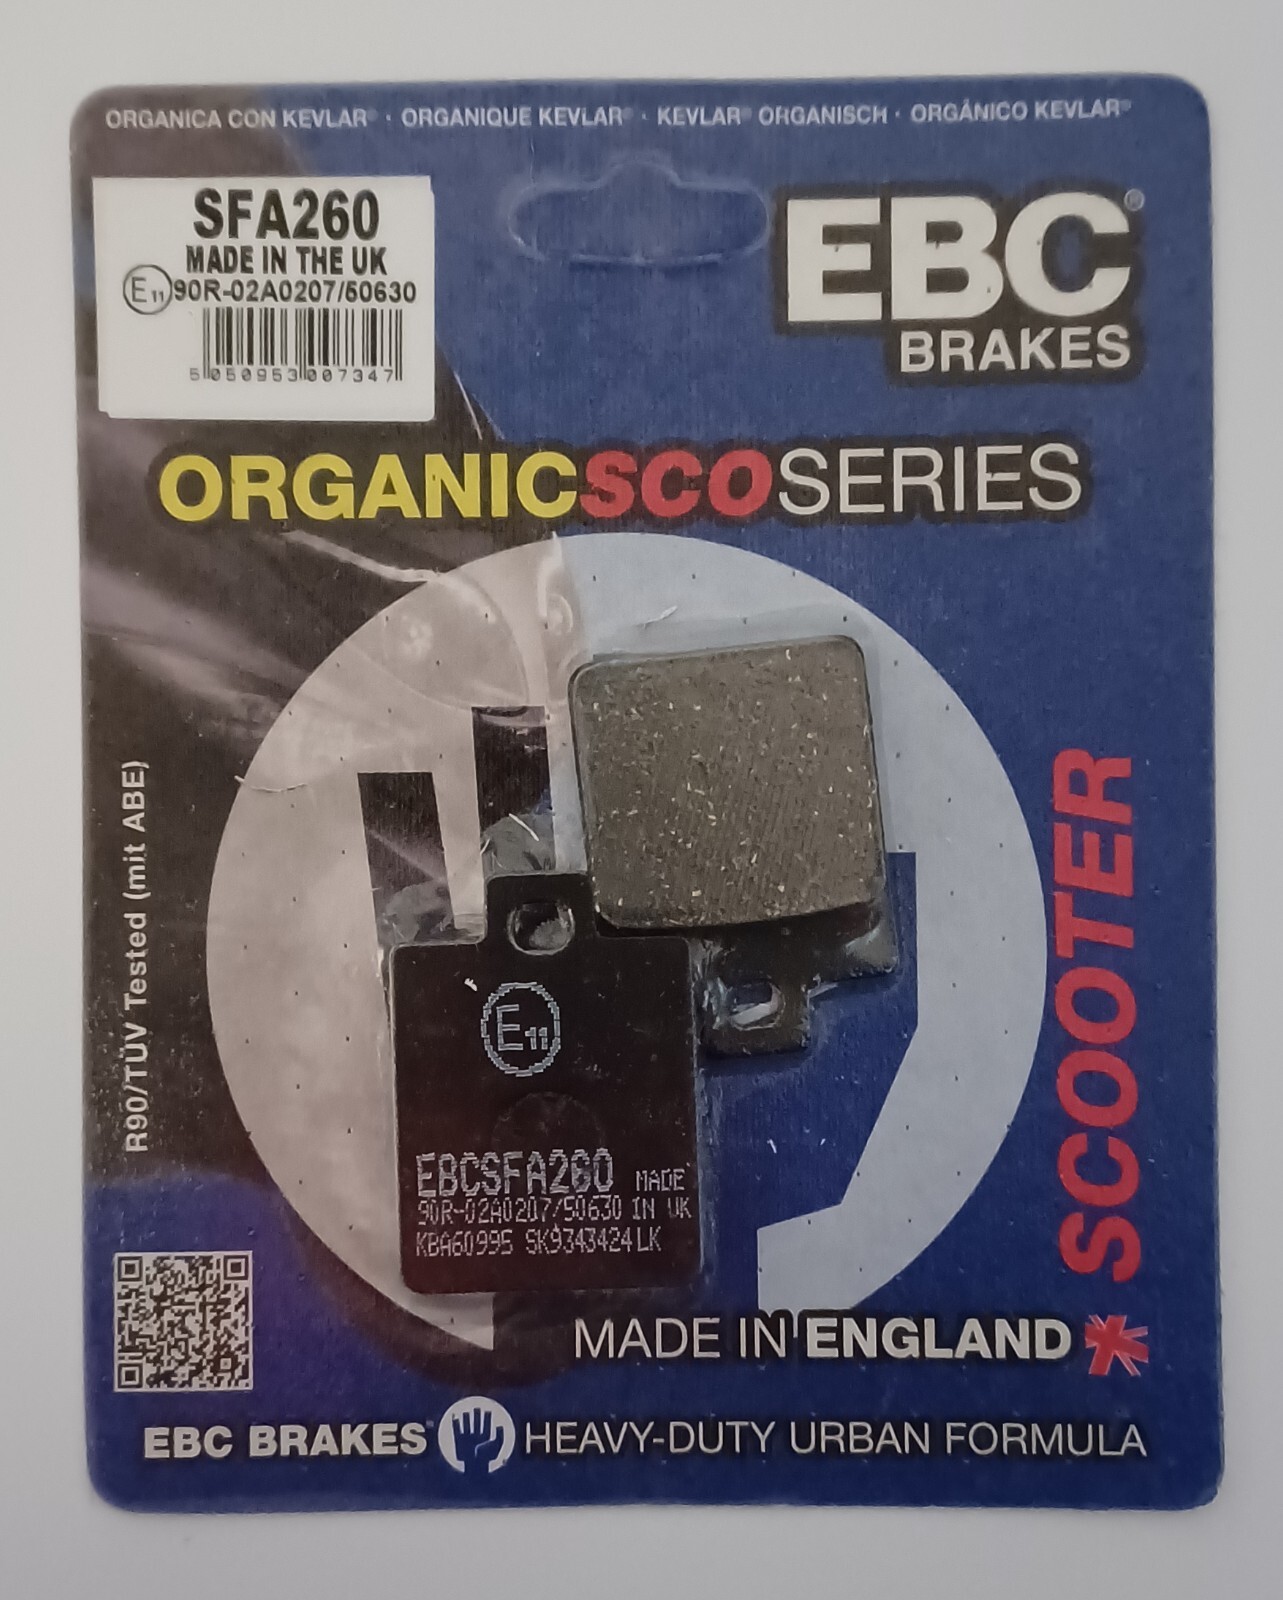 ORGANICA CON KEVLAR® · ORGANIQUE KEVLAR® · KEVLAR® ORGANISCH · ORGÂNICO KEVLAR®
SFA260
MADE IN THE UK
E11 90R-02A0207/50630
5 050953 007347
EBC®
BRAKES
ORGANICSCOSERIES
R90/TÜV Tested (mit ABE)
SCOOTER
E11
EBCSFA260 MADE
90R-02A0207/50630 IN UK
KBA60995 SK9343424LK
MADE IN ENGLAND
EBC BRAKES™ HEAVY-DUTY URBAN FORMULA